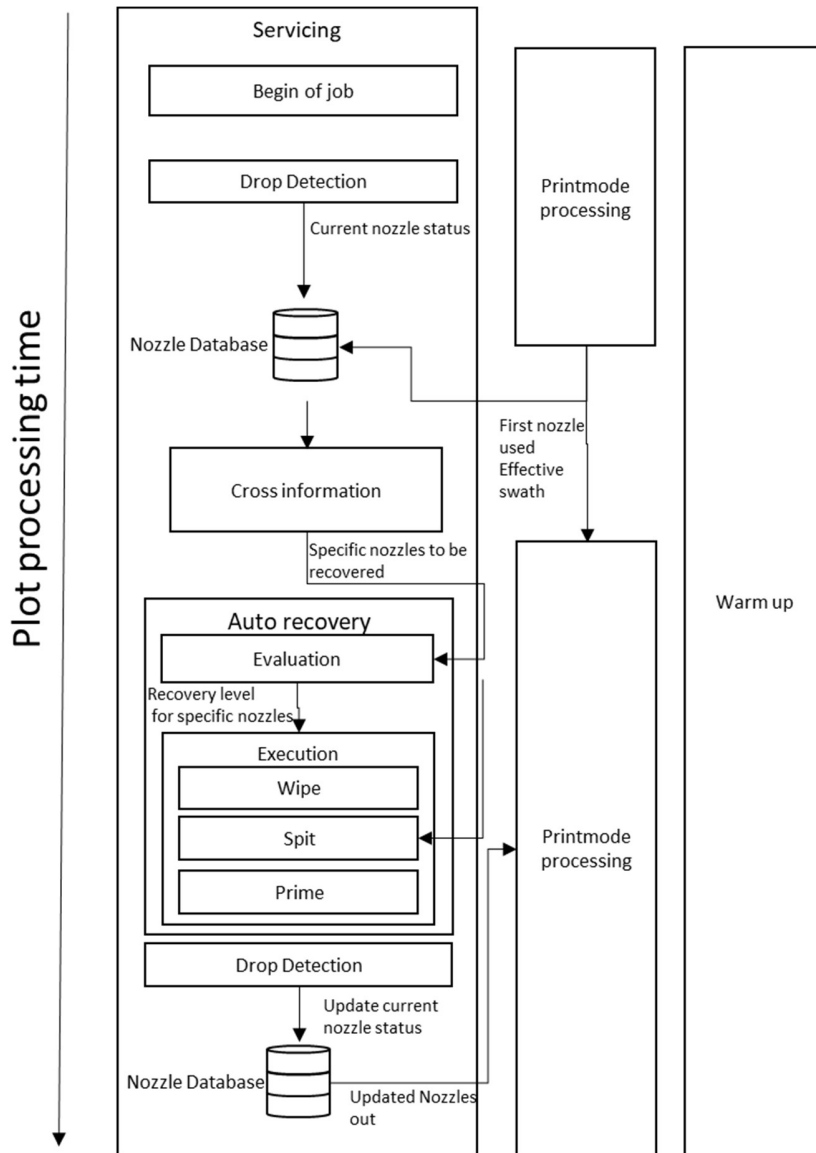 Servicing
Begin of job
Drop Detection
Current nozzle status
Nozzle Database
Cross information
Specific nozzles to be
recovered
Auto recovery
Evaluation
Recovery level
for specific nozzles
Execution
Wipe
Spit
Prime
Drop Detection
Update current
nozzle status
Nozzle Database
Updated Nozzles
out
Printmode
processing
First nozzle
used
Effective
swath
Printmode
processing
Warm up
Plot processing time